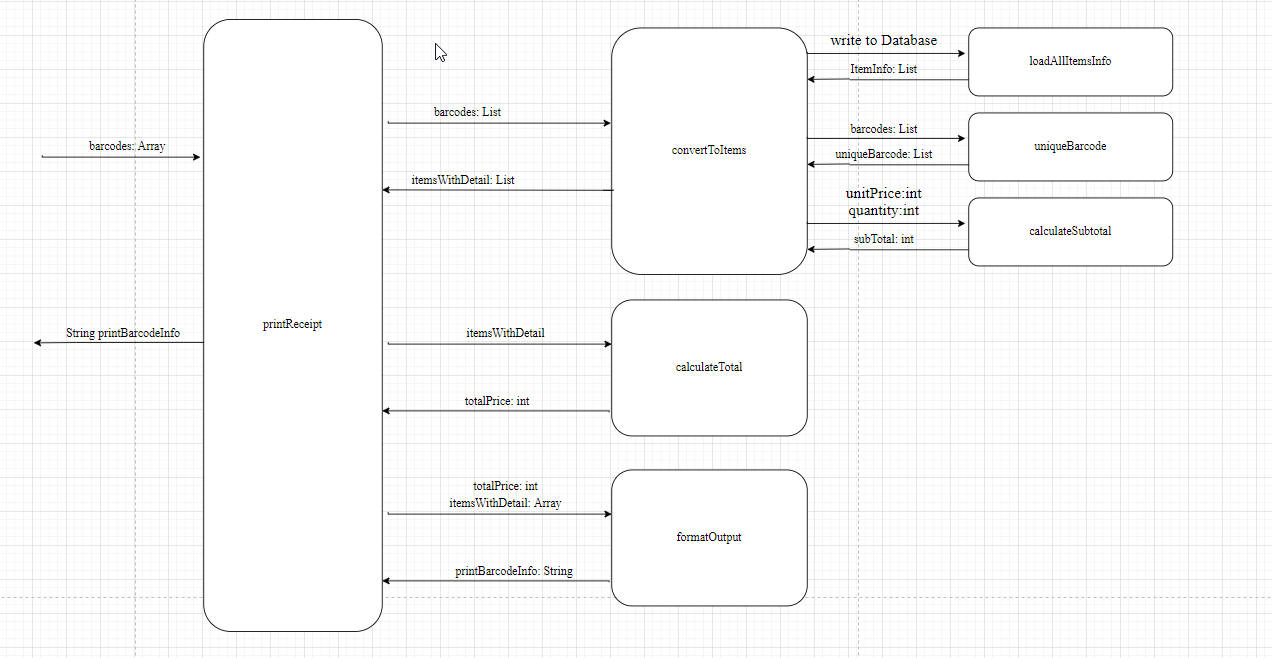 barcodes: Array
String printBarcodeInfo
printReceipt
barcodes: List
itemsWithDetail: List
convertToItems
write to Database
ItemInfo: List
loadAllItemsInfo
barcodes: List
uniqueBarcode: List
uniqueBarcode
unitPrice:int
quantity:int
subTotal: int
calculateSubtotal
itemsWithDetail
totalPrice: int
calculateTotal
totalPrice: int
itemsWithDetail: Array
printBarcodeInfo: String
formatOutput